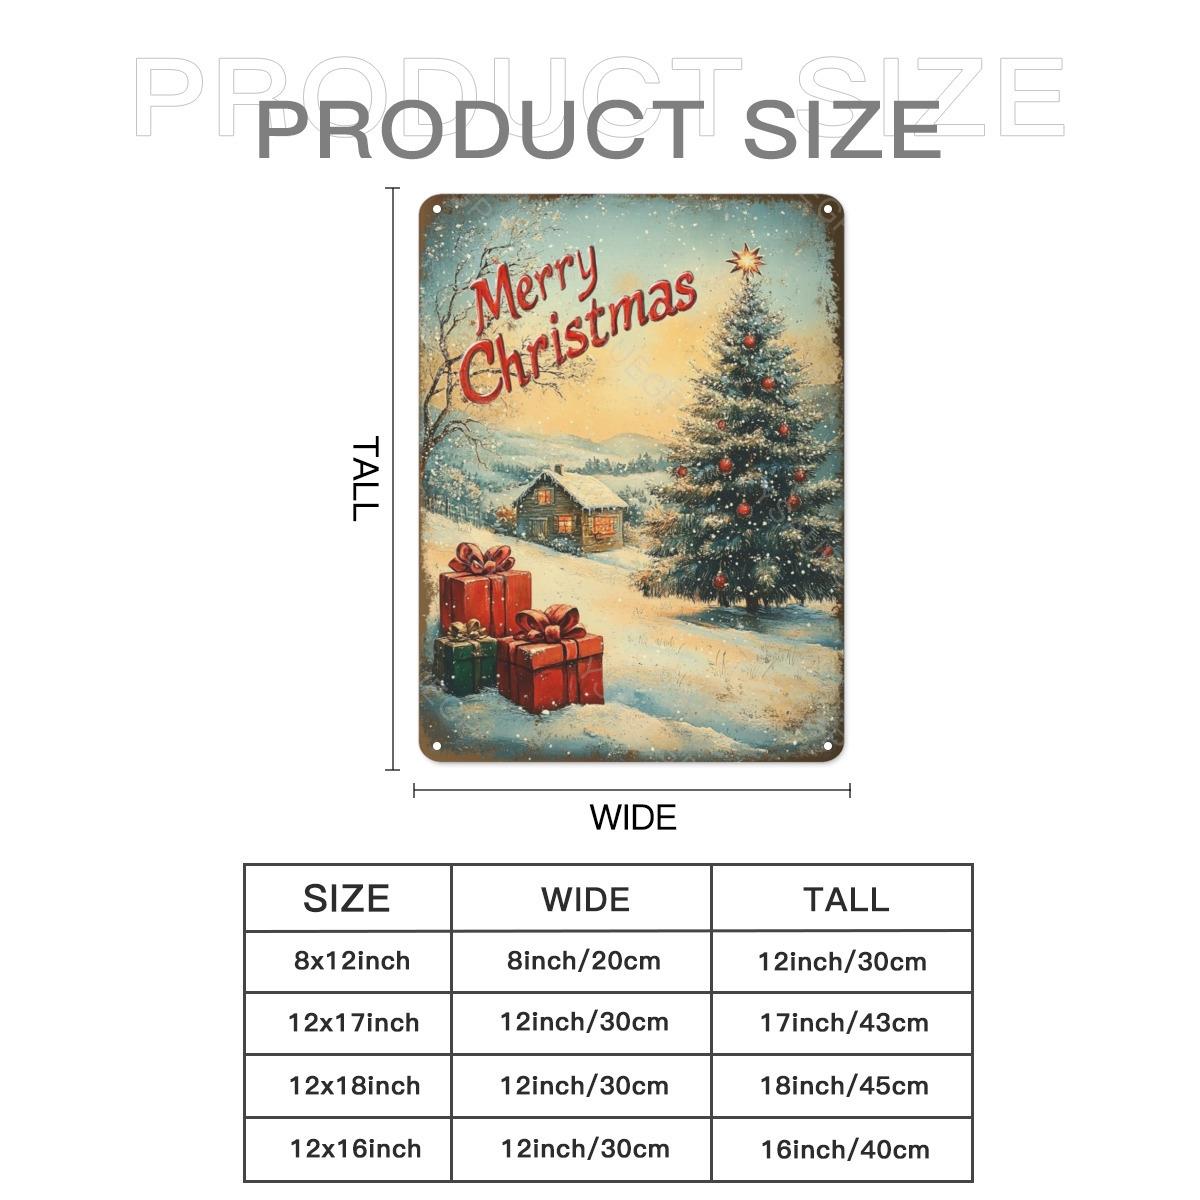 PRODUCT SIZE
PRODUCT SIZE
Merry
Christmas
TALL
WIDE
SIZE WIDE TALL
8x12inch 8inch/20cm 12inch/30cm
12x17inch 12inch/30cm 17inch/43cm
12x18inch 12inch/30cm 18inch/45cm
12x16inch 12inch/30cm 16inch/40cm